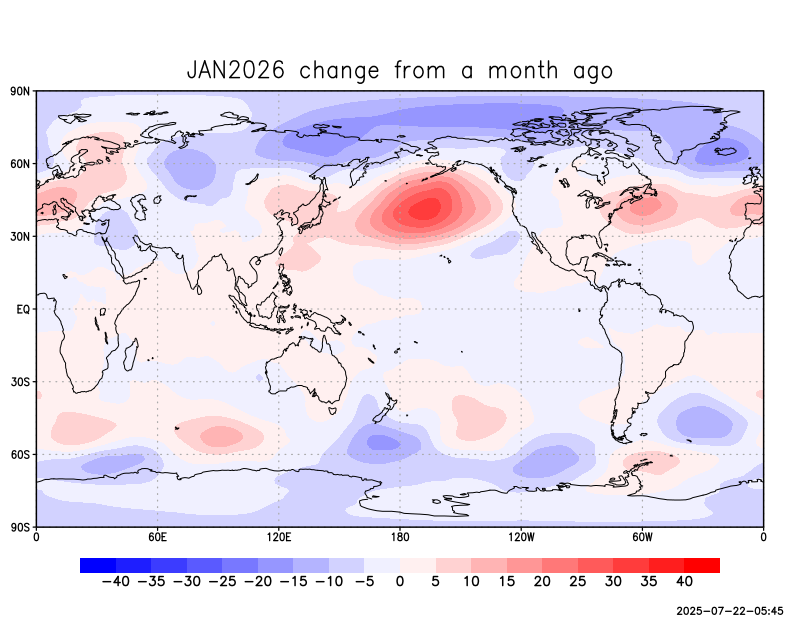 JAN2026 change from a month ago
90N
60N
30N
EQ
30S
60S
90S
0 60E 120E 180 120W 60W 0
−40 −35 −30 −25 −20 −15 −10 −5 0 5 10 15 20 25 30 35 40
2025-07-22-05:45